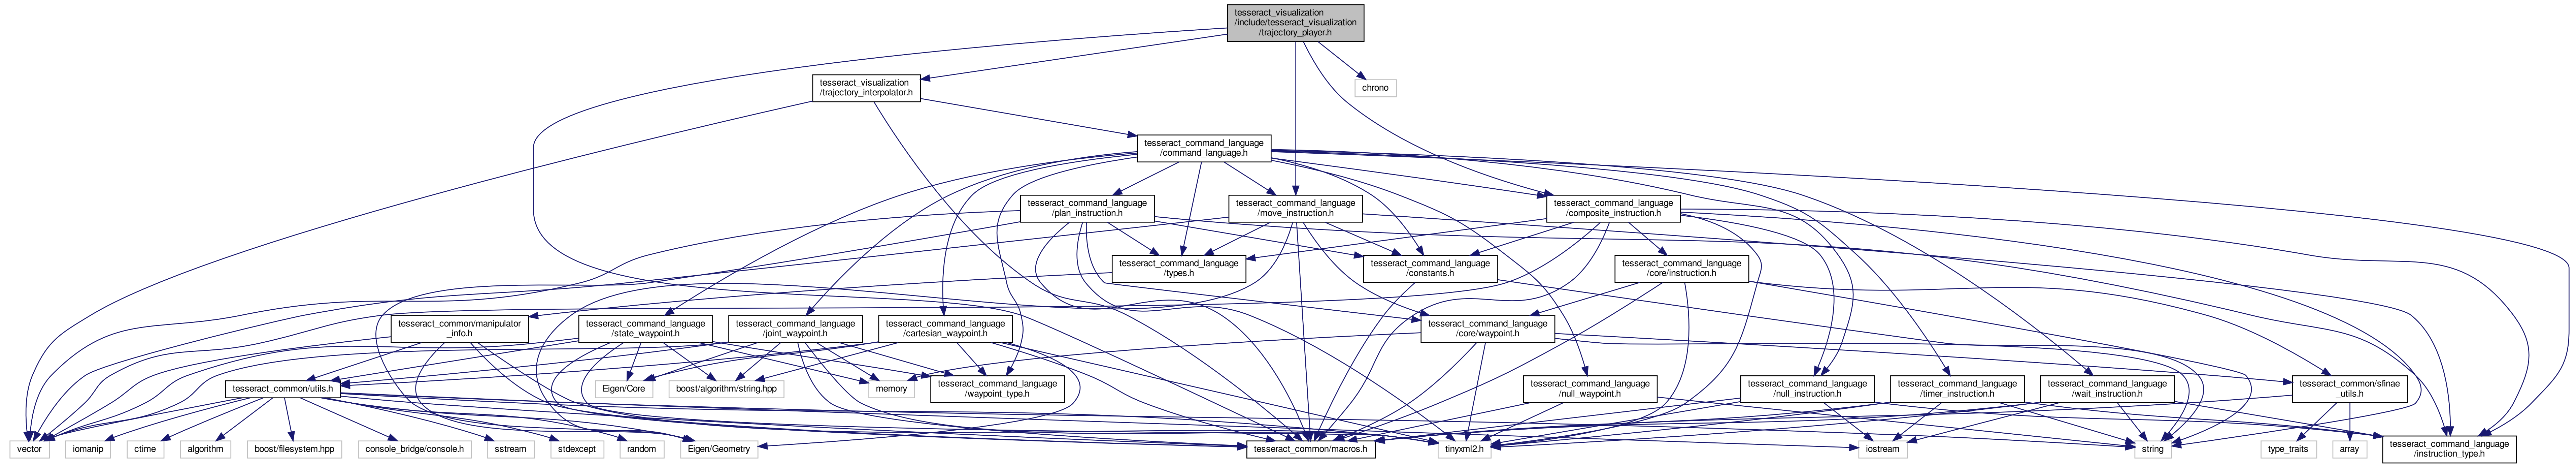 tesseract_visualization
/include/tesseract_visualization
/trajectory_player.h
tesseract_visualization
/trajectory_interpolator.h
chrono
tesseract_command_language
/command_language.h
tesseract_command_language
/plan_instruction.h
tesseract_command_language
/move_instruction.h
tesseract_command_language
/composite_instruction.h
tesseract_command_language
/types.h
tesseract_command_language
/constants.h
tesseract_command_language
/core/instruction.h
tesseract_common/manipulator
_info.h
tesseract_command_language
/state_waypoint.h
tesseract_command_language
/joint_waypoint.h
tesseract_command_language
/cartesian_waypoint.h
tesseract_command_language
/core/waypoint.h
tesseract_common/utils.h
Eigen/Core
boost/algorithm/string.hpp
memory
tesseract_command_language
/waypoint_type.h
tesseract_command_language
/null_waypoint.h
tesseract_command_language
/null_instruction.h
tesseract_command_language
/timer_instruction.h
tesseract_command_language
/wait_instruction.h
tesseract_common/sfinae
_utils.h
vector
iomanip
ctime
algorithm
boost/filesystem.hpp
console_bridge/console.h
sstream
stdexcept
random
Eigen/Geometry
tesseract_common/macros.h
tinyxml2.h
iostream
string
type_traits
array
tesseract_command_language
/instruction_type.h